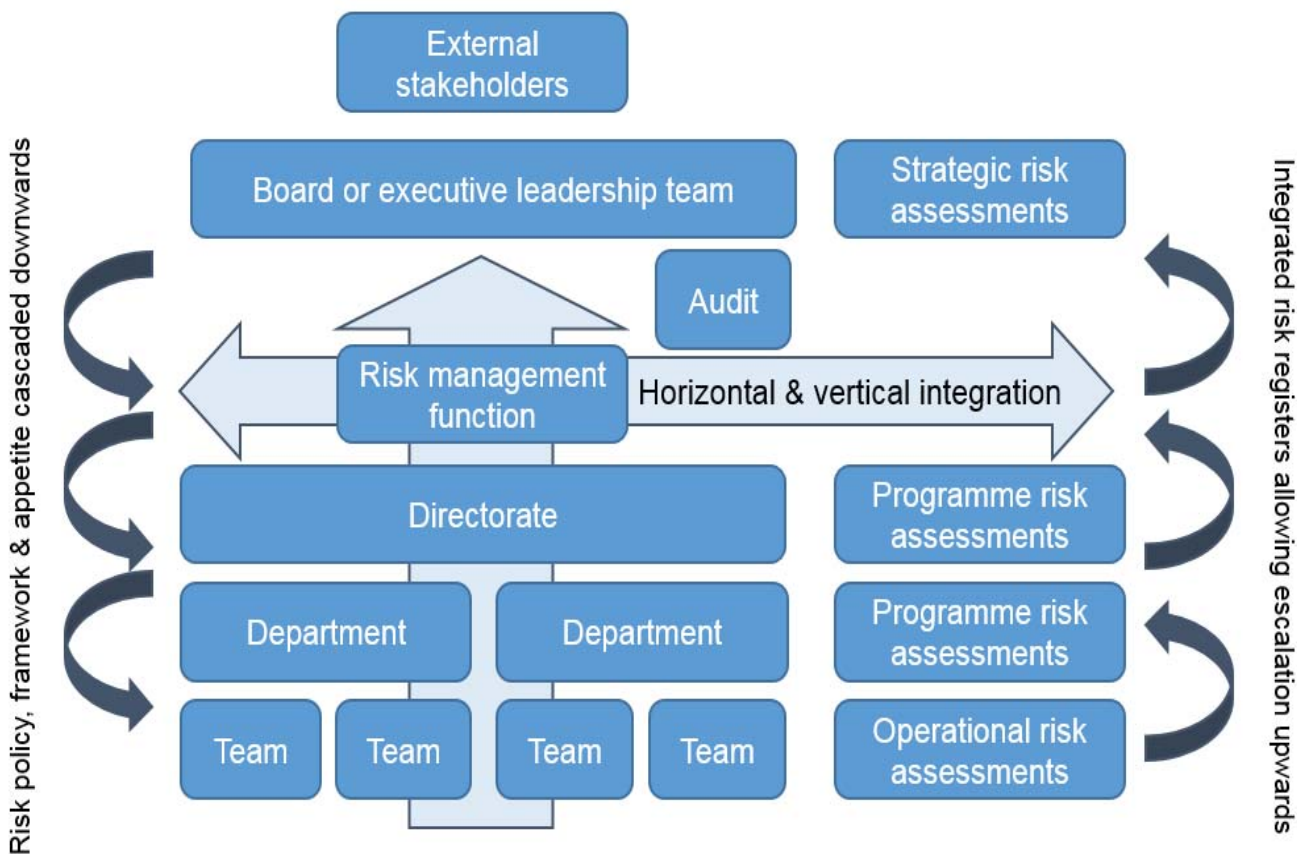 External
stakeholders
Board or executive leadership team
Strategic risk
assessments
Audit
Risk management
function
Horizontal & vertical integration
Directorate
Programme risk
assessments
Department
Department
Programme risk
assessments
Team
Team
Team
Team
Operational risk
assessments
Risk policy, framework & appetite cascaded downwards
Integrated risk registers allowing escalation upwards